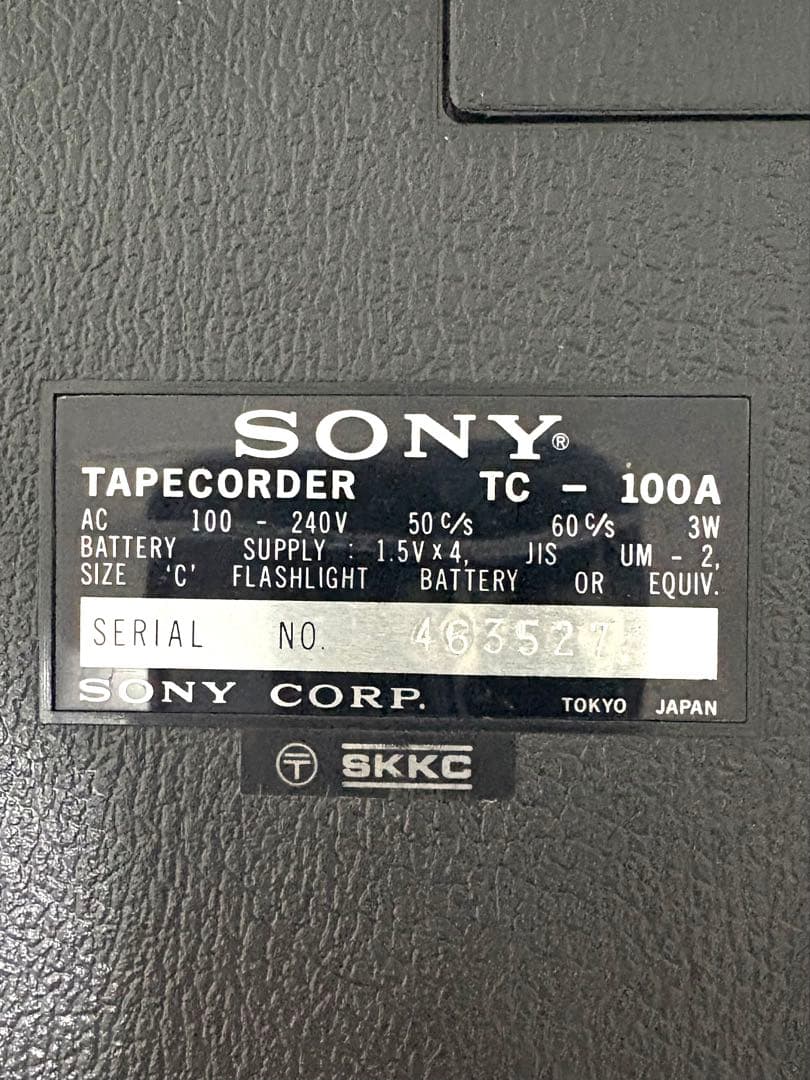 SONY®
TAPECORDER TC - 100A
AC 100 - 240V 50 c/s 60 c/s 3W
BATTERY SUPPLY : 1.5V x 4, JIS UM - 2,
SIZE 'C' FLASHLIGHT BATTERY OR EQUIV.
SERIAL NO. 463527
SONY CORP. TOKYO JAPAN
〒 SKKC